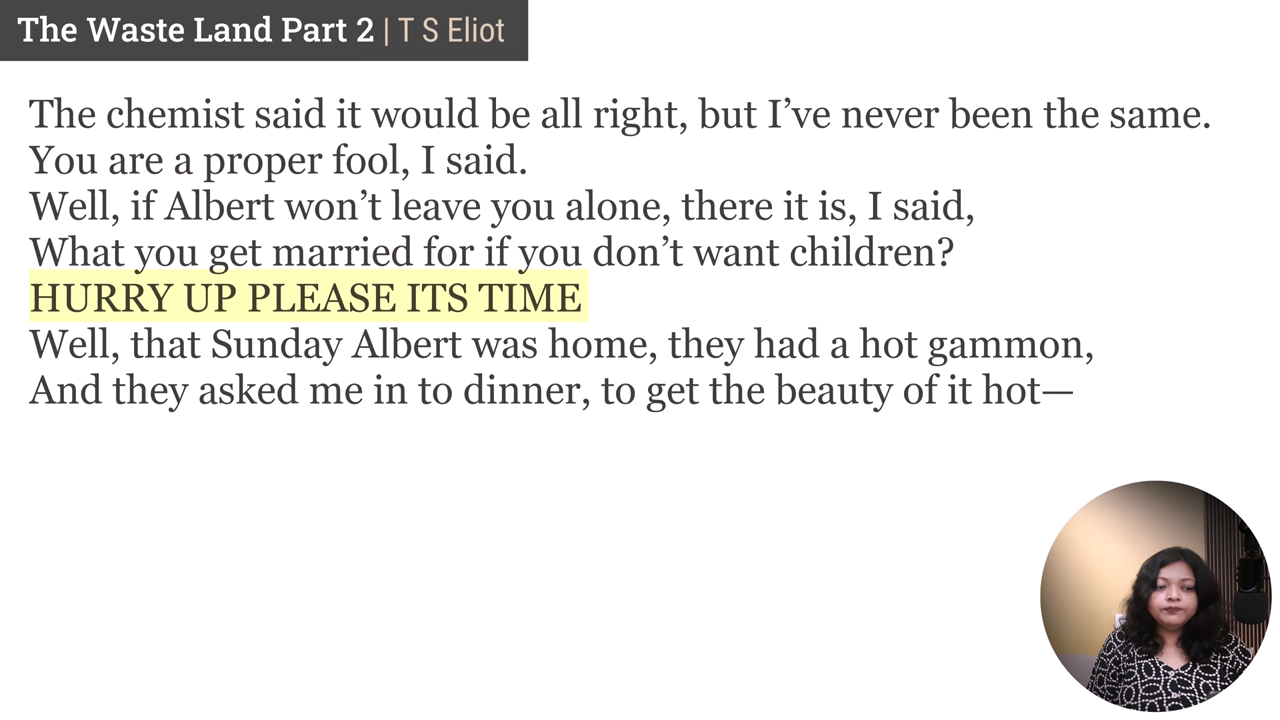 The Waste Land Part 2 | T S Eliot
The chemist said it would be all right, but I’ve never been the same.
You are a proper fool, I said.
Well, if Albert won’t leave you alone, there it is, I said,
What you get married for if you don’t want children?
HURRY UP PLEASE ITS TIME
Well, that Sunday Albert was home, they had a hot gammon,
And they asked me in to dinner, to get the beauty of it hot—